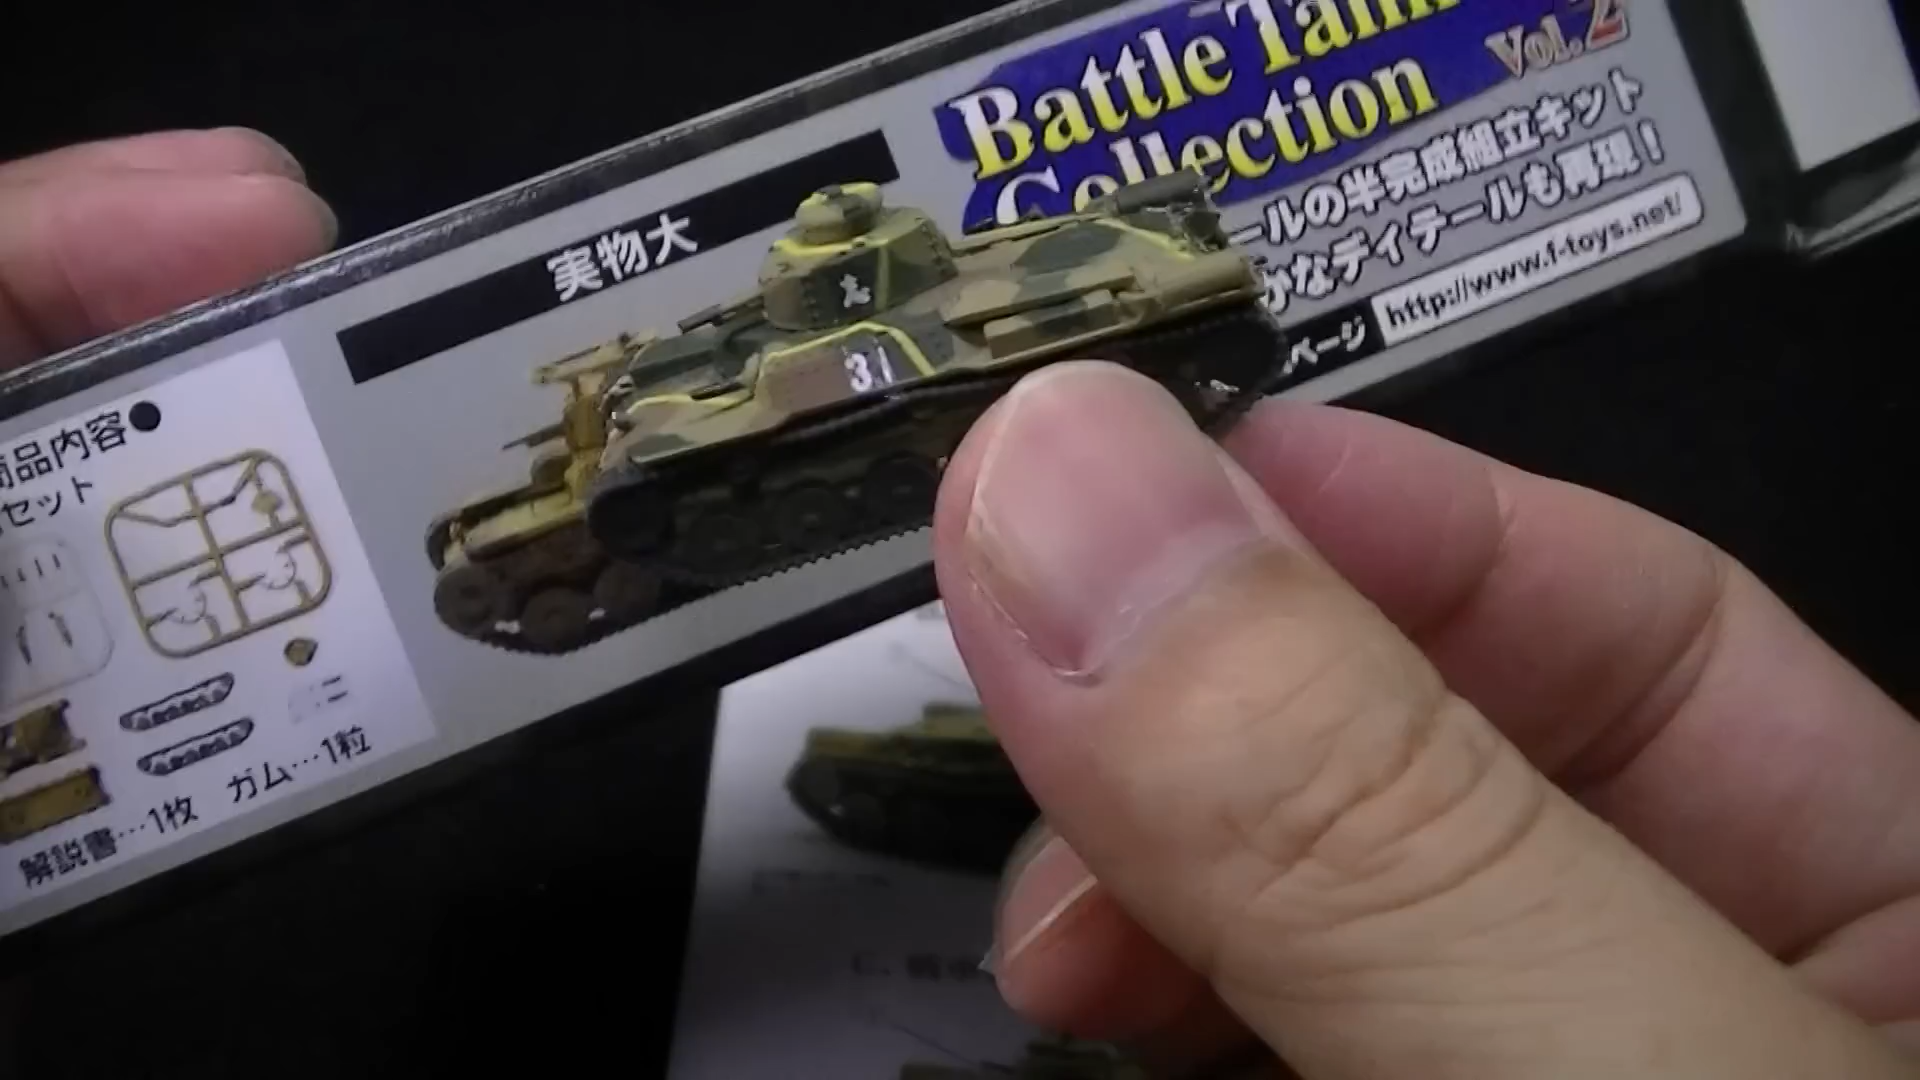 Battle Tank
Collection Vol.2
ールの半完成組立キット
かなディテールも再現！
ページ http://www.f-toys.net/
実物大
え
31
商品内容●
セット
ガム…1粒
解説書…1枚
C.